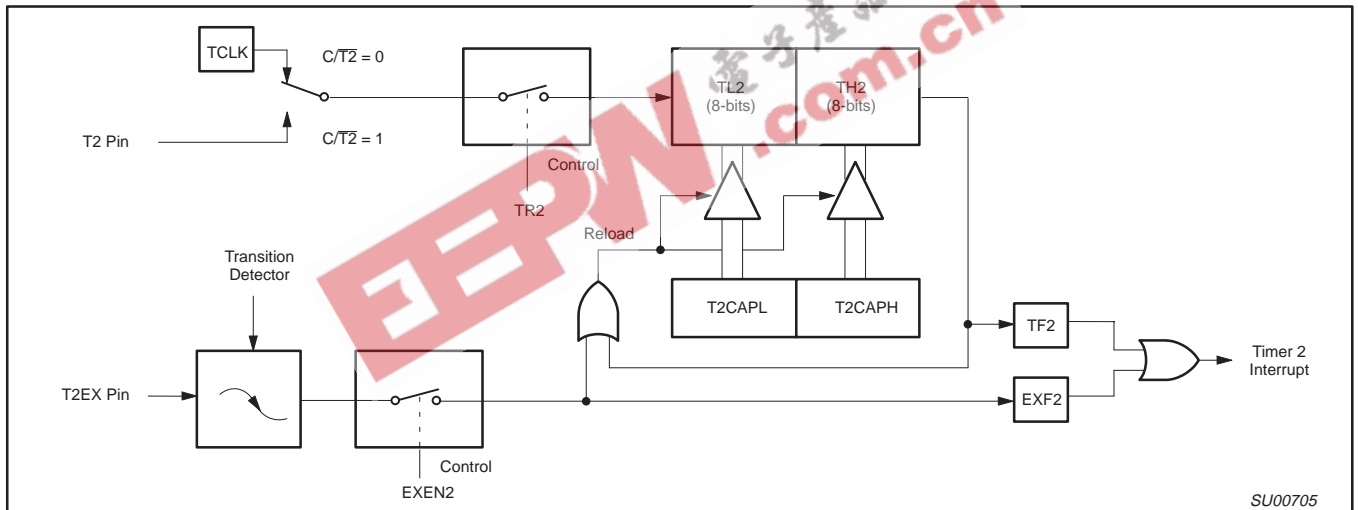 TCLK
C/T2 = 0
T2 Pin
C/T2 = 1
Control
TR2
TL2
(8-bits)
TH2
(8-bits)
Reload
Transition
Detector
T2CAPL
T2CAPH
TF2
Timer 2
Interrupt
T2EX Pin
EXF2
Control
EXEN2
SU00705
EEPW
.com.cn